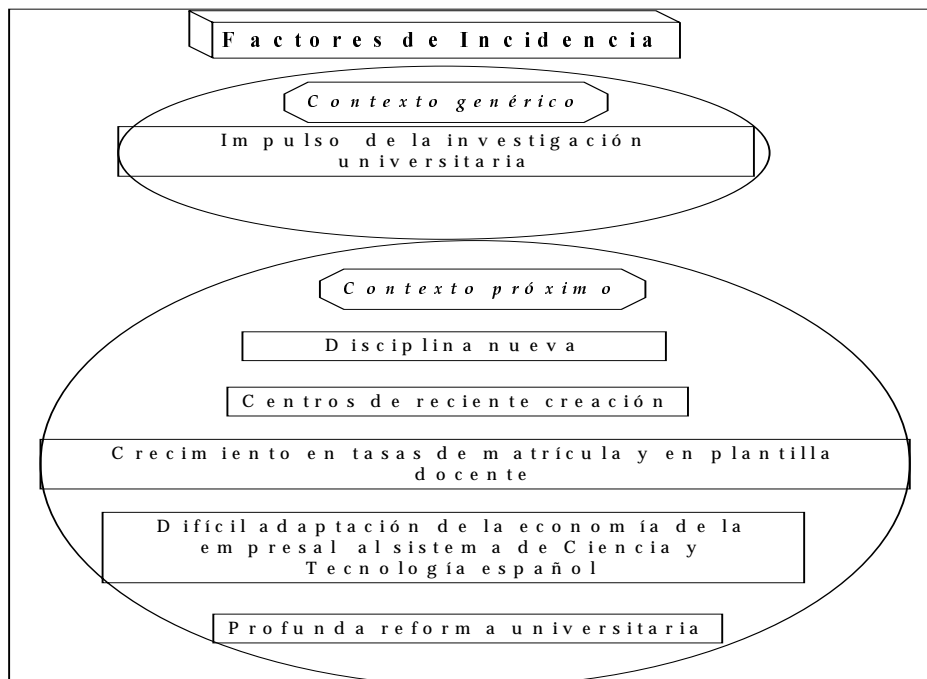 Factores de Incidencia
Contexto genérico
Impulso de la investigación
universitaria
Contexto próximo
Disciplina nueva
Centros de reciente creación
Crecimiento en tasas de matrícula y en plantilla
docente
Difícil adaptación de la economía de la
empresal al sistema de Ciencia y
Tecnología español
Profunda reforma universitaria